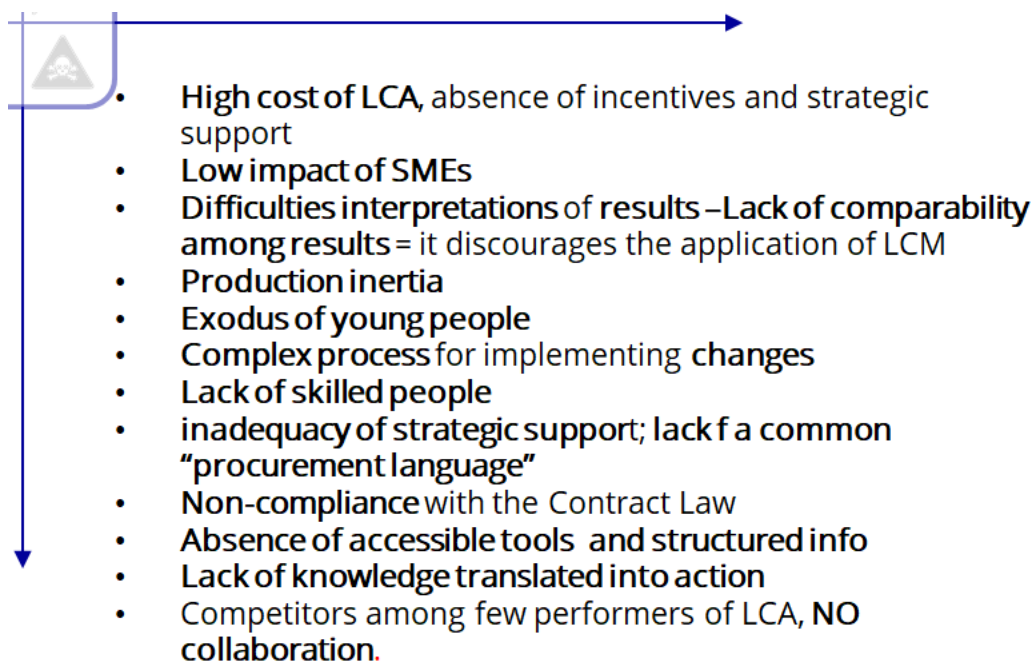 • High cost of LCA, absence of incentives and strategic
support
• Low impact of SMEs
• Difficulties interpretations of results –Lack of comparability
among results = it discourages the application of LCM
• Production inertia
• Exodus of young people
• Complex process for implementing changes
• Lack of skilled people
• inadequacy of strategic support; lack f a common
“procurement language”
• Non-compliance with the Contract Law
• Absence of accessible tools and structured info
• Lack of knowledge translated into action
• Competitors among few performers of LCA, NO
collaboration.